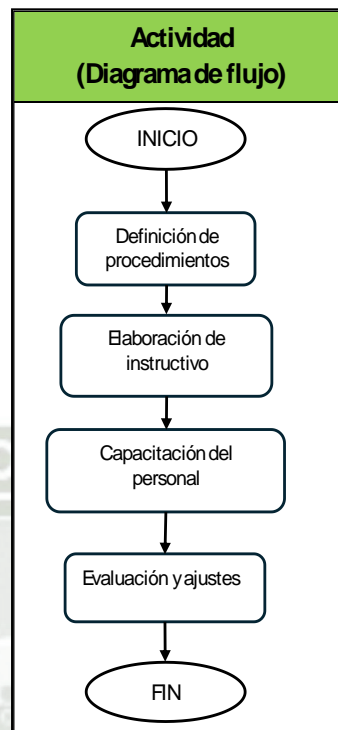 Actividad
(Diagrama de flujo)
INICIO
Definición de
procedimientos
Elaboración de
instructivo
Capacitación del
personal
Evaluación y ajustes
FIN